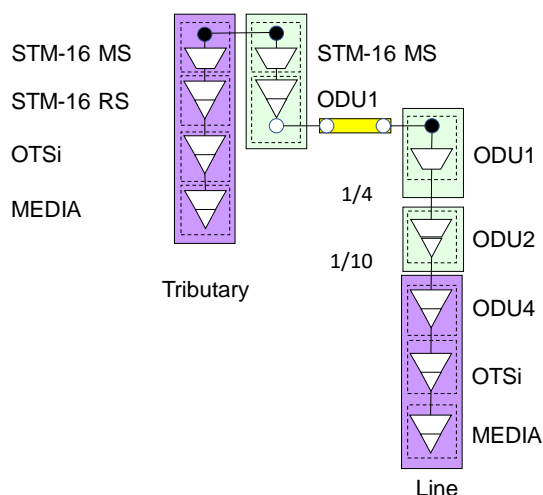 STM-16 MS
STM-16 RS
OTSi
MEDIA
Tributary
STM-16 MS
ODU1
1/4
1/10
ODU1
ODU2
ODU4
OTSi
MEDIA
Line